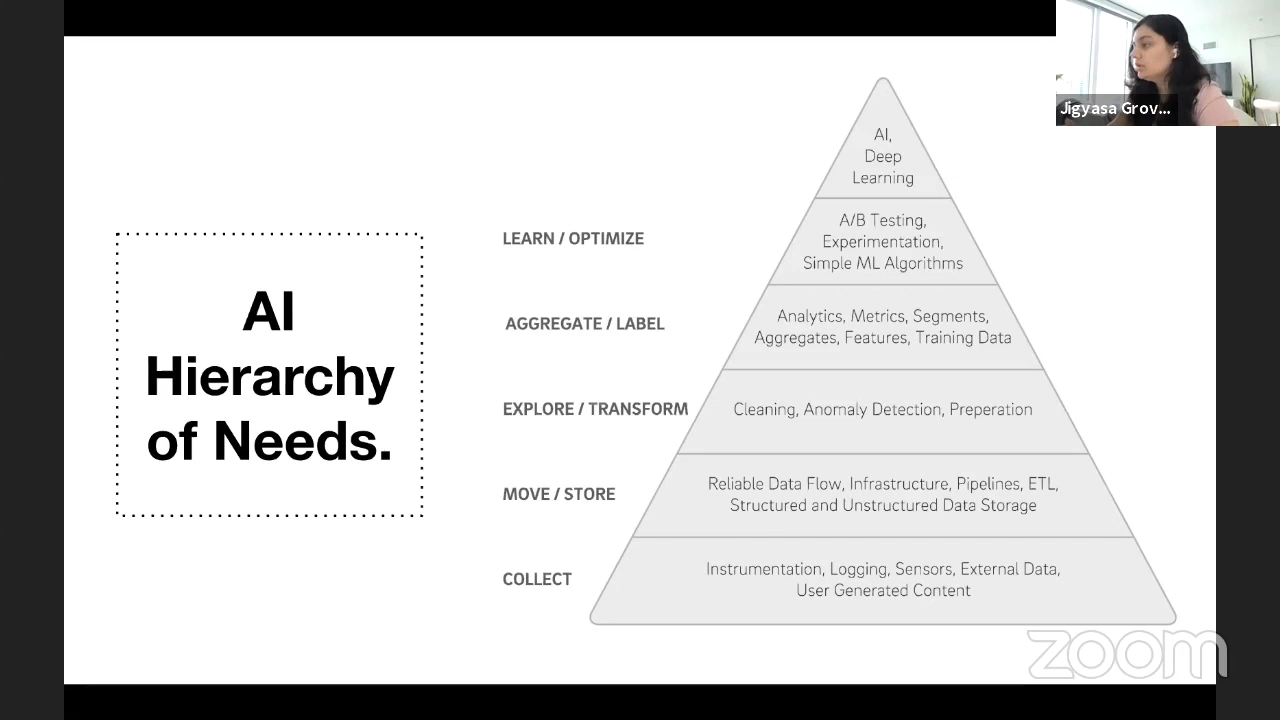 Jigyasa Grov...
AI
Hierarchy
of Needs.
AI,
Deep
Learning
LEARN / OPTIMIZE
A/B Testing,
Experimentation,
Simple ML Algorithms
AGGREGATE / LABEL
Analytics, Metrics, Segments,
Aggregates, Features, Training Data
EXPLORE / TRANSFORM
Cleaning, Anomaly Detection, Preperation
MOVE / STORE
Reliable Data Flow, Infrastructure, Pipelines, ETL,
Structured and Unstructured Data Storage
COLLECT
Instrumentation, Logging, Sensors, External Data,
User Generated Content
zoom